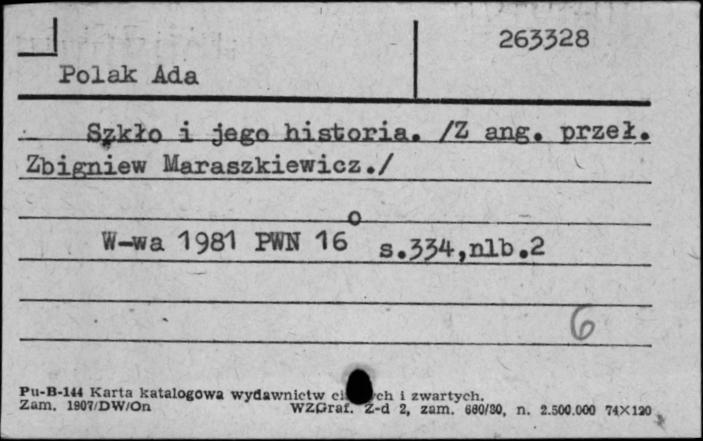 263328
Polak Ada
Szkło i jego historia. /Z ang. przeł.
Zbigniew Maraszkiewicz./
W-wa 1981 PWN 16° s.334,nlb.2
6
Pu-B-144 Karta katalogowa wydawnictw i zwartych.
Zam. 1907/DW/On WZGraf. Z-d 2, zam. 680/80, n. 2.500.000 74×120